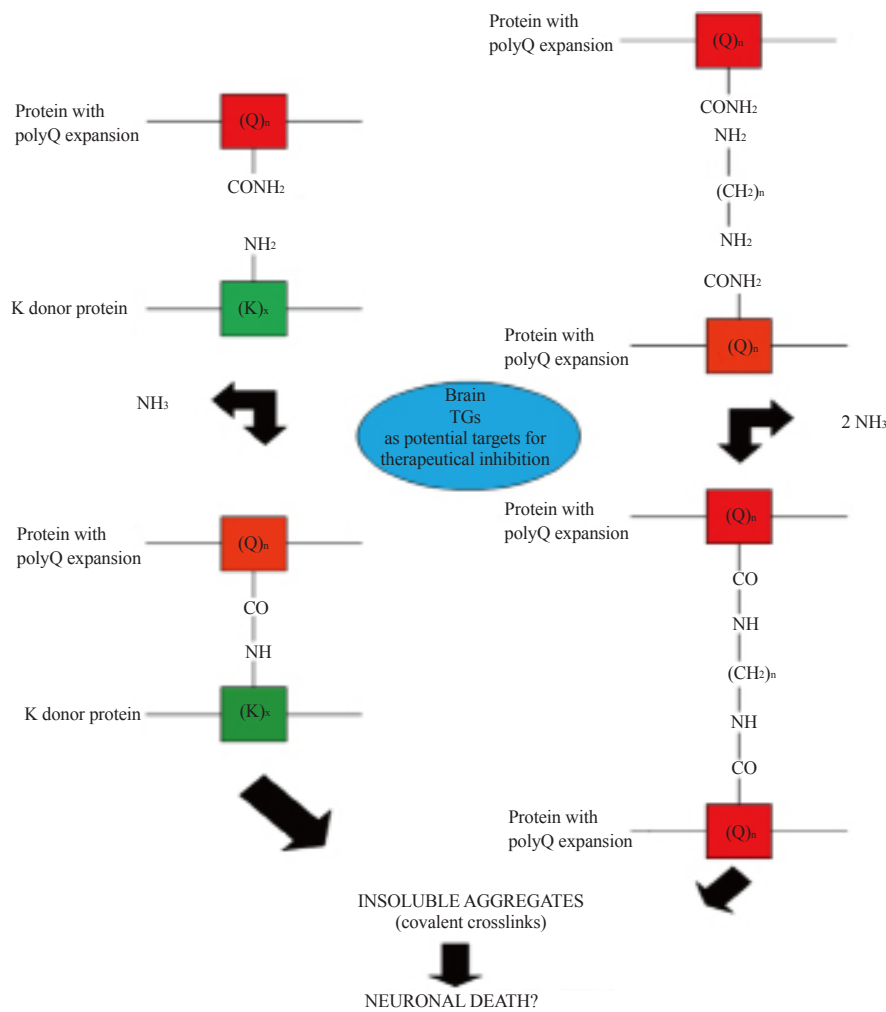 Protein with
polyQ expansion
(Q)n
CONH2
NH2
K donor protein
(K)x
NH3
Protein with
polyQ expansion
(Q)n
CO
NH
K donor protein
(K)x
Brain
TGs
as potential targets for
therapeutical inhibition
Protein with
polyQ expansion
(Q)n
CONH2
NH2
(CH2)n
NH2
CONH2
Protein with
polyQ expansion
(Q)n
2 NH3
Protein with
polyQ expansion
(Q)n
CO
NH
(CH2)n
NH
CO
Protein with
polyQ expansion
(Q)n
INSOLUBLE AGGREGATES
(covalent crosslinks)
NEURONAL DEATH?